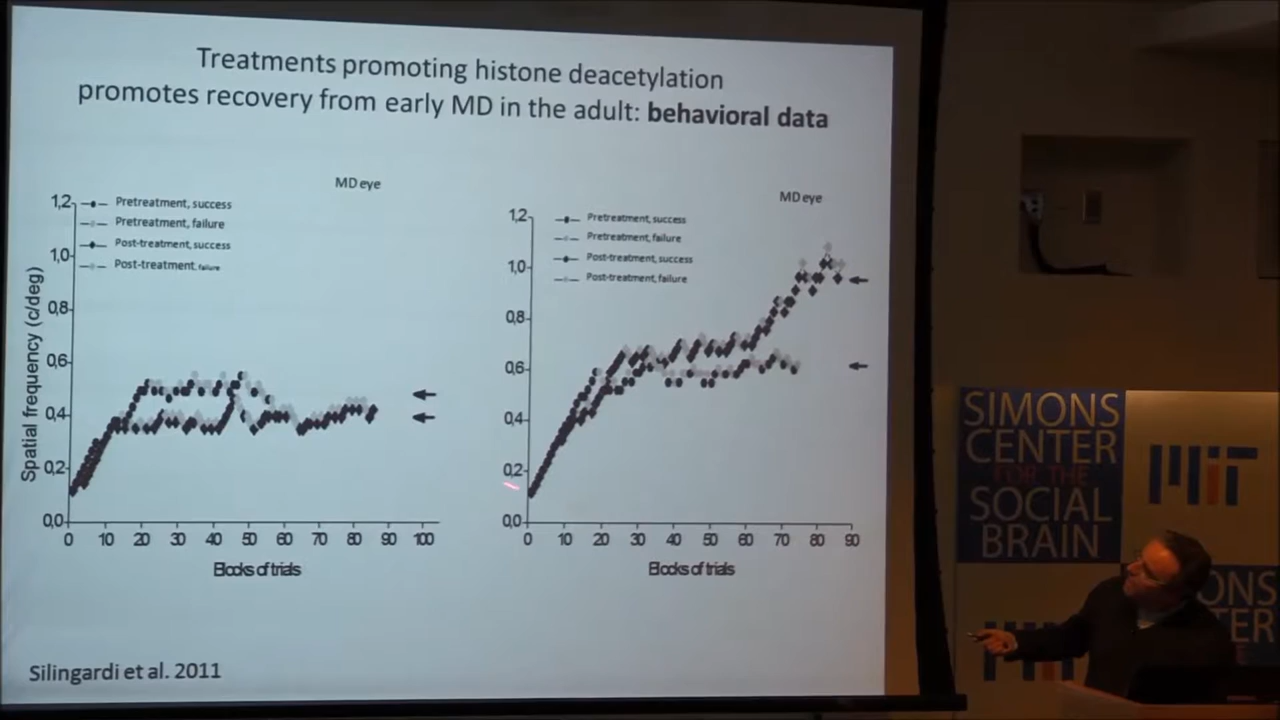 Treatments promoting histone deacetylation
promotes recovery from early MD in the adult: behavioral data
MD eye
1,2
Pretreatment, success
Pretreatment, failure
Post-treatment, success
Post-treatment, failure
1,0
0,8
0,6
0,4
0,2
0,0
Spatial frequency (c/deg)
0 10 20 30 40 50 60 70 80 90 100
Blocks of trials
MD eye
1,2
Pretreatment, success
Pretreatment, failure
Post-treatment, success
Post-treatment, failure
1,0
0,8
0,6
0,4
0,2
0,0
0 10 20 30 40 50 60 70 80 90
Blocks of trials
Silingardi et al. 2011
SIMONS
CENTER
FOR THE
SOCIAL
BRAIN
MIT
ONS
TER